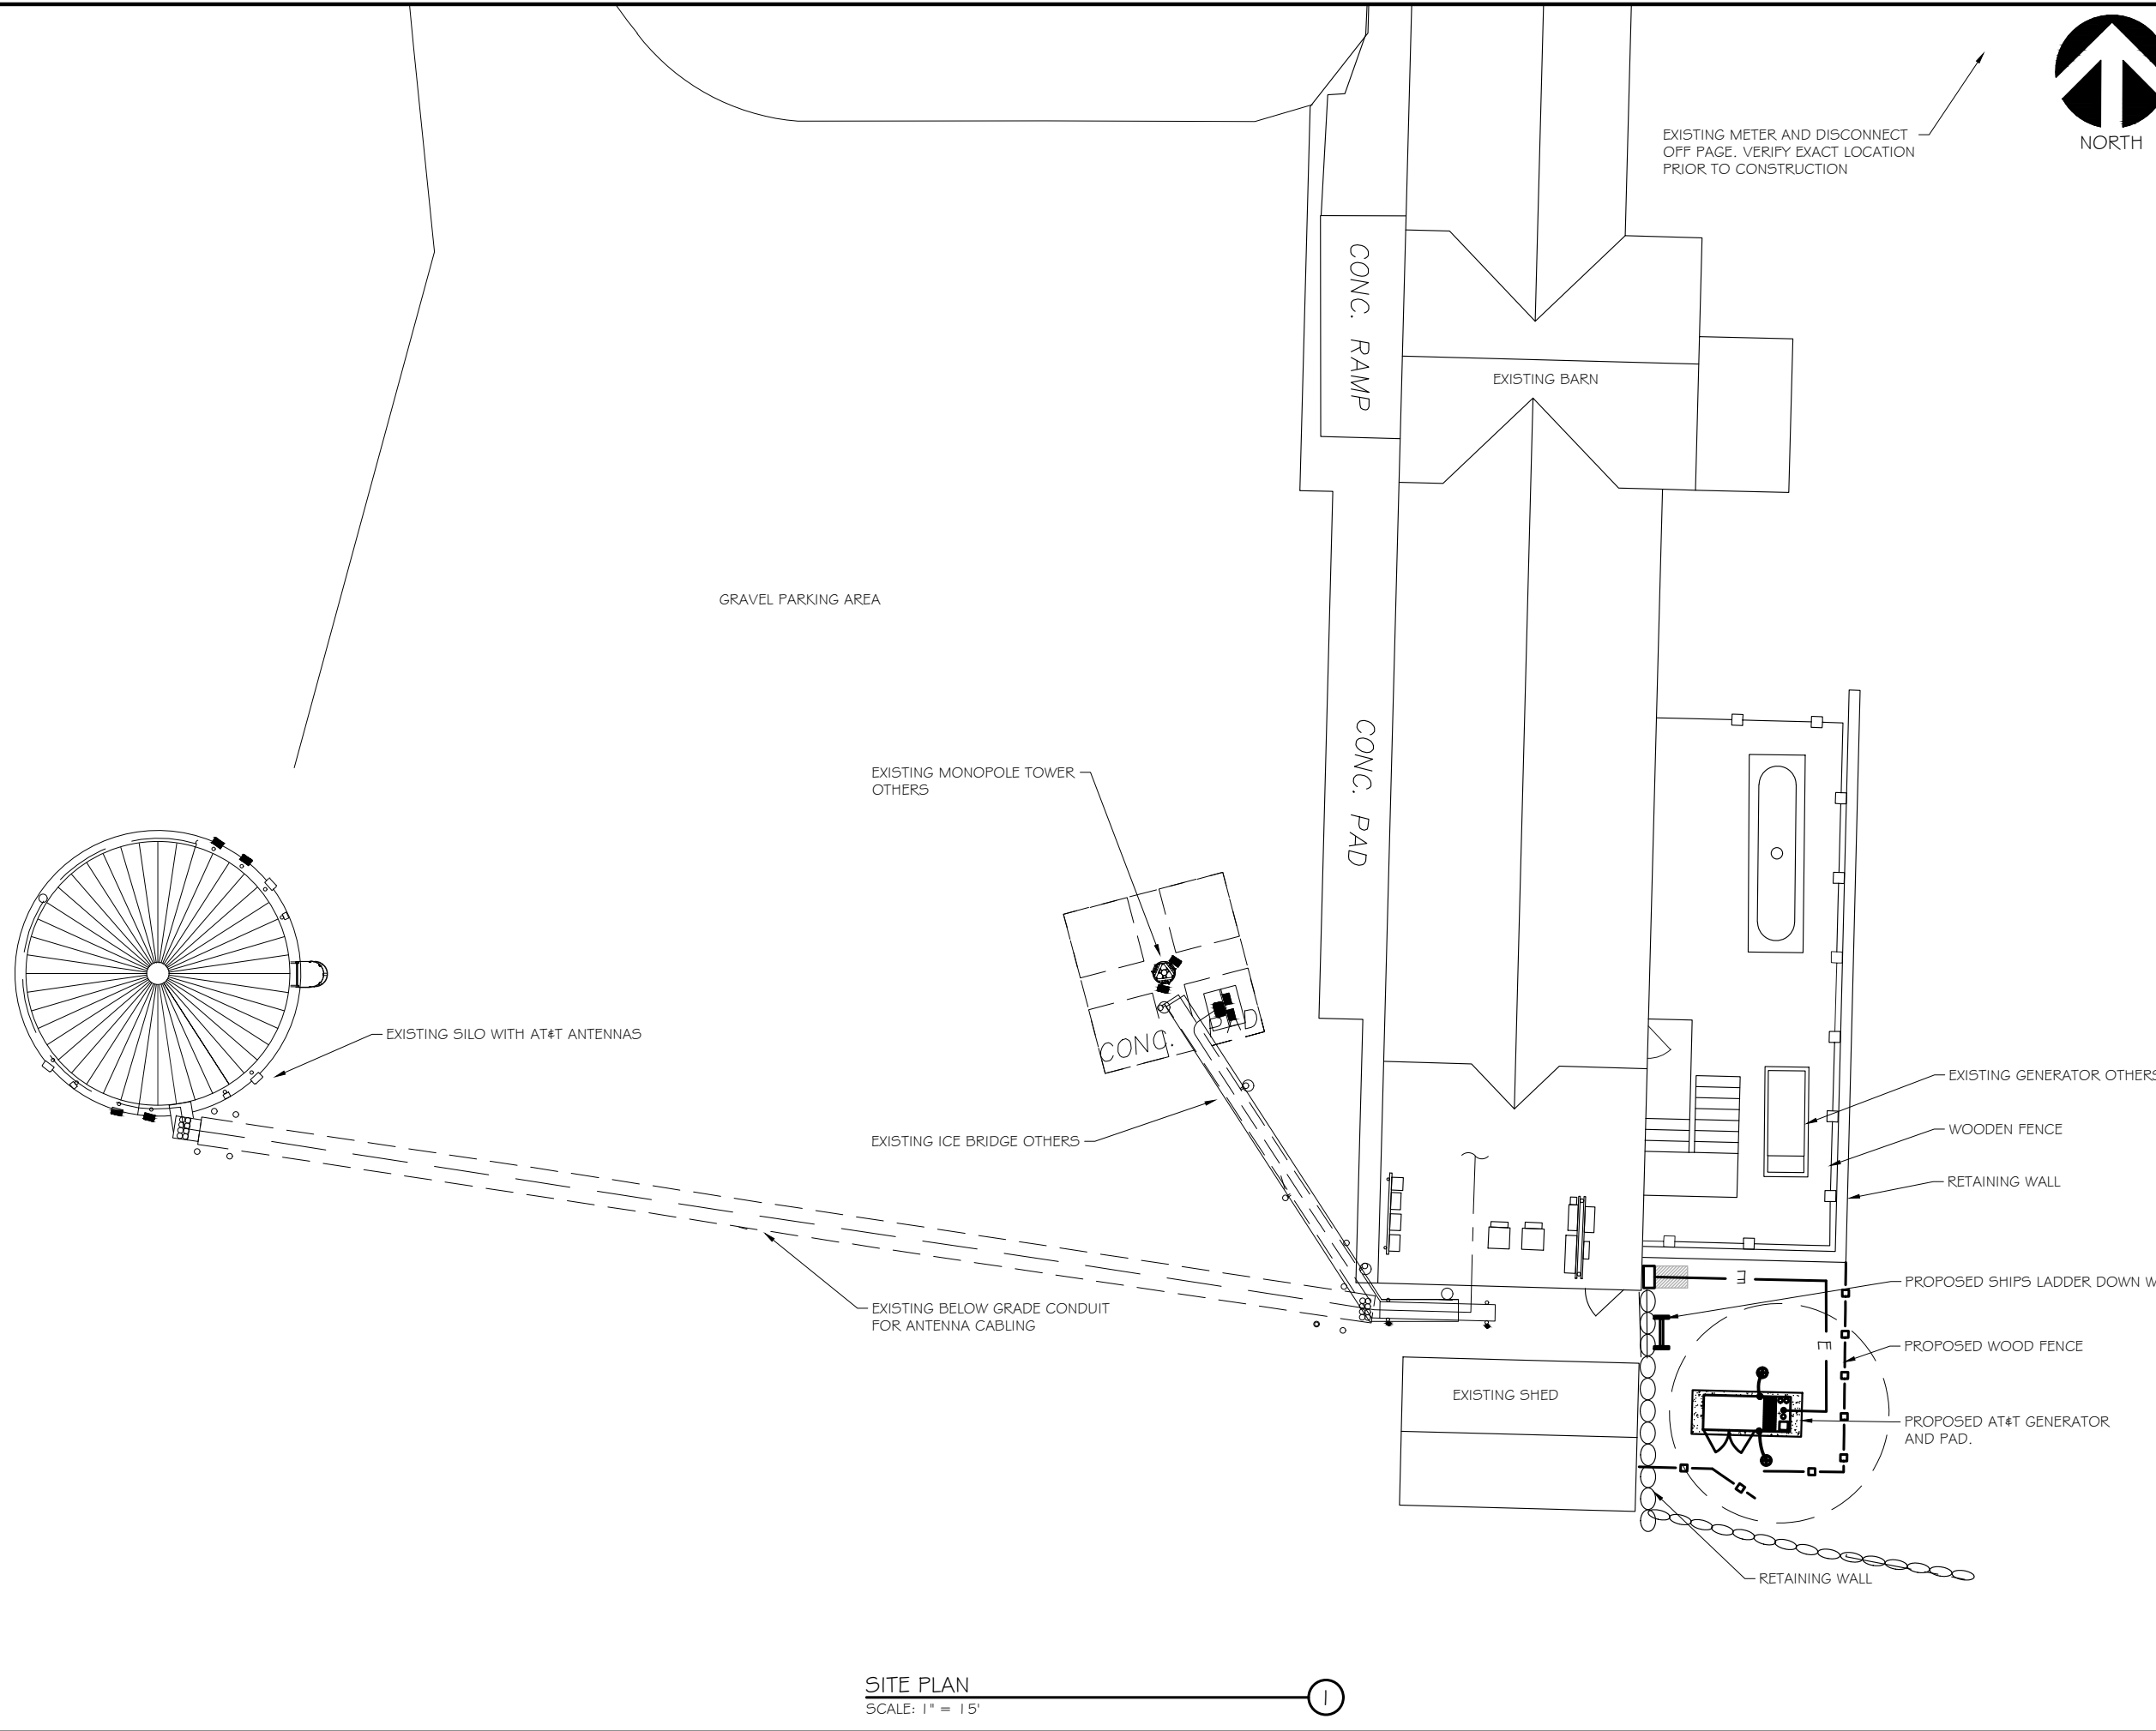 EXISTING METER AND DISCONNECT
OFF PAGE. VERIFY EXACT LOCATION
PRIOR TO CONSTRUCTION
NORTH
CONC. RAMP
EXISTING BARN
GRAVEL PARKING AREA
CONC. PAD
EXISTING MONOPOLE TOWER
OTHERS
CONC. PAD
EXISTING SILO WITH AT&T ANTENNAS
EXISTING GENERATOR OTHERS
WOODEN FENCE
EXISTING ICE BRIDGE OTHERS
RETAINING WALL
E
PROPOSED SHIPS LADDER DOWN W
EXISTING BELOW GRADE CONDUIT
FOR ANTENNA CABLING
E
PROPOSED WOOD FENCE
EXISTING SHED
PROPOSED AT&T GENERATOR
AND PAD.
RETAINING WALL
SITE PLAN
SCALE: 1" = 15'
1